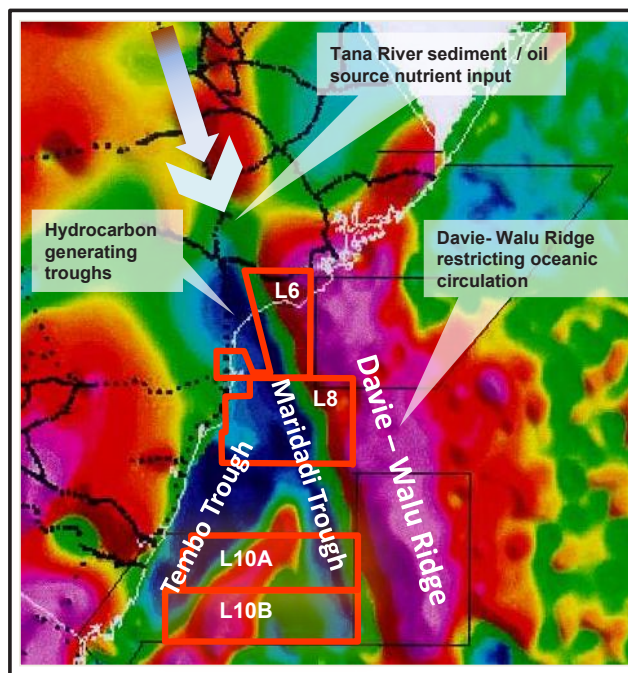 Tana River sediment / oil
source nutrient input
Hydrocarbon
generating
troughs
Davie- Walu Ridge
restricting oceanic
circulation
L6
L8
Davie – Walu Ridge
Maridadi Trough
Tembo Trough
L10A
L10B